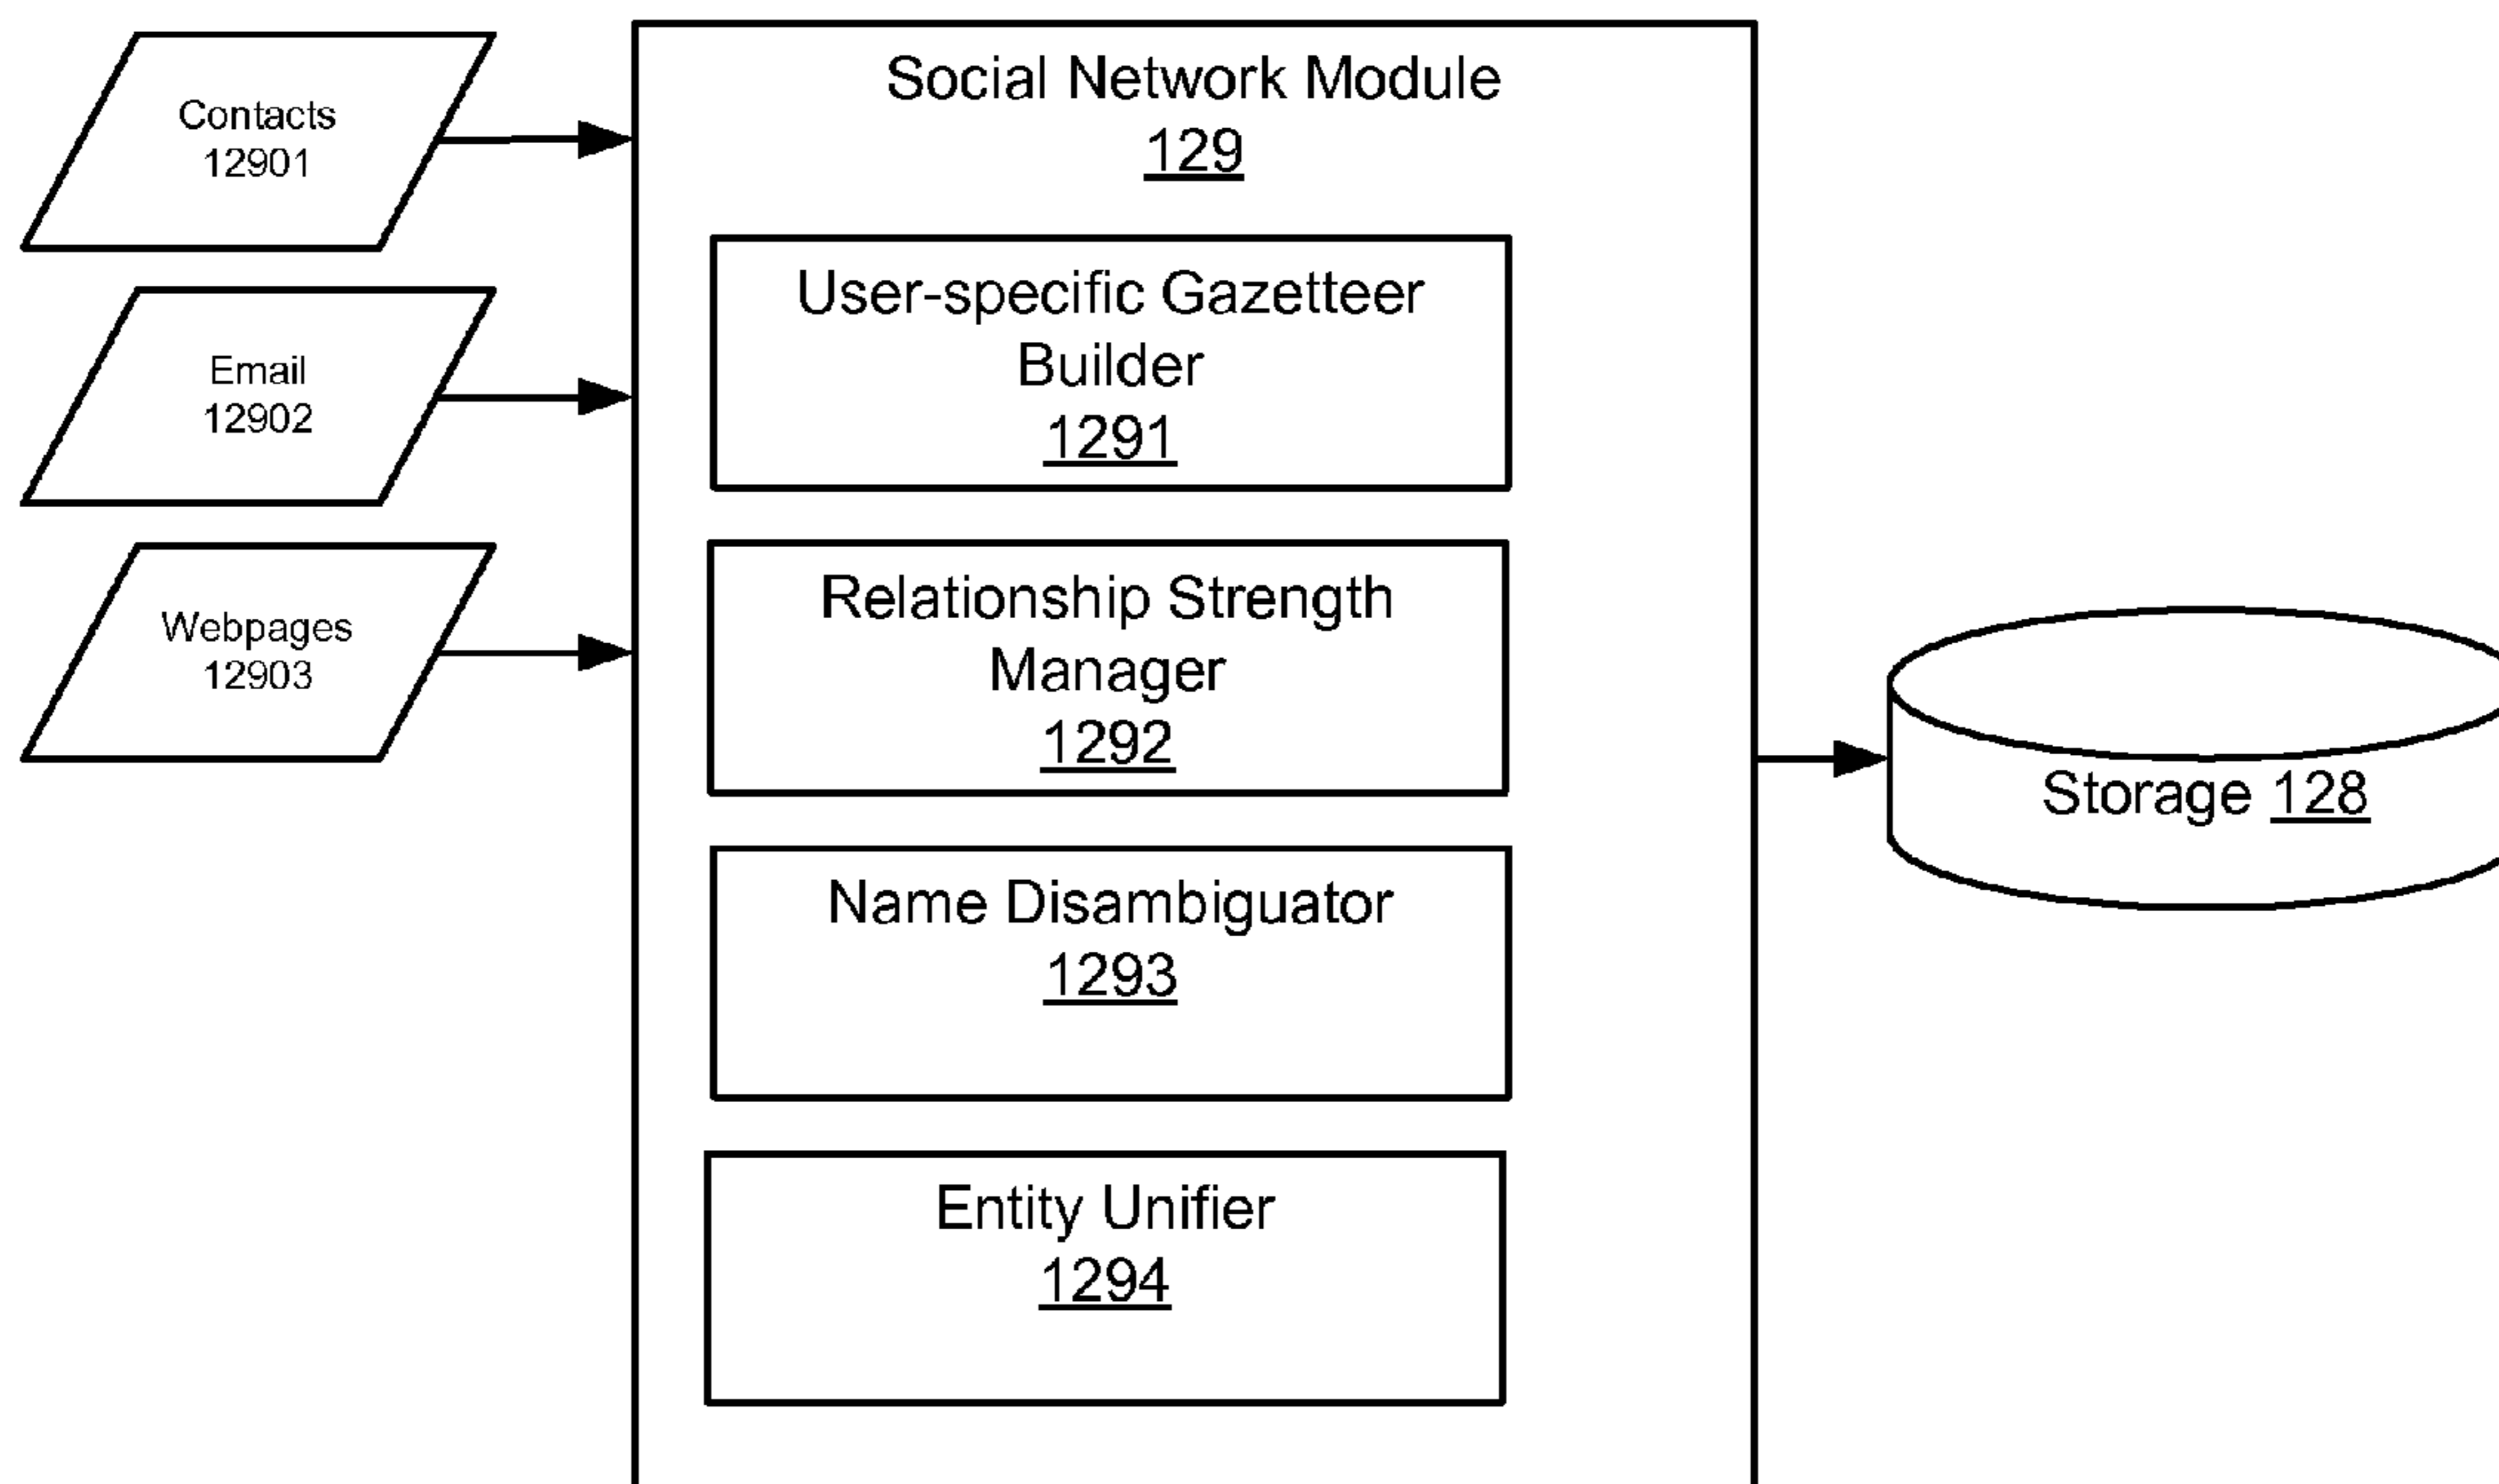 Contacts
12901
Email
12902
Webpages
12903
Social Network Module
129
User-specific Gazetteer
Builder
1291
Relationship Strength
Manager
1292
Name Disambiguator
1293
Entity Unifier
1294
Storage 128